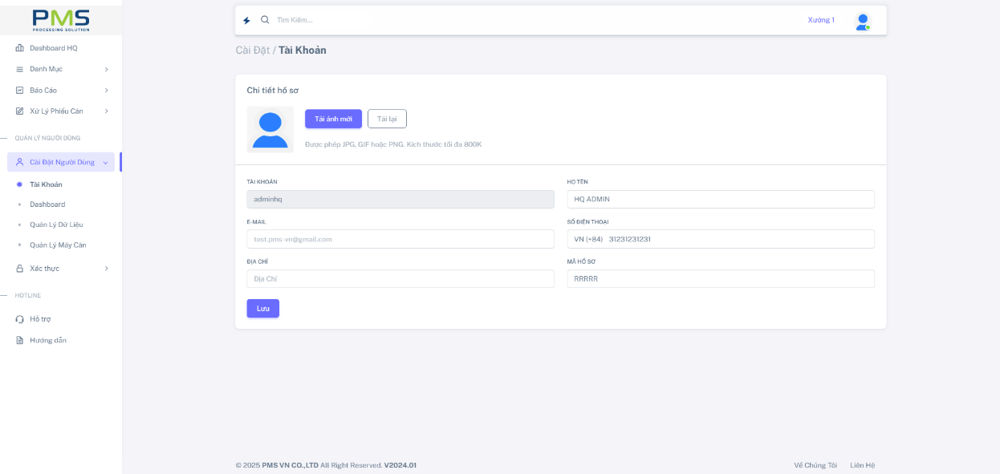 PMS
PROCESSING SOLUTION
Dashboard HQ
Danh Mục
Báo Cáo
Xử Lý Phiếu Cân
QUẢN LÝ NGƯỜI DÙNG
Cài Đặt Người Dùng
Tài Khoản
Dashboard
Quản Lý Dữ Liệu
Quản Lý Máy Cân
Xác thực
HOTLINE
Hỗ trợ
Hướng dẫn
Tìm Kiếm...
Xưởng 1
Cài Đặt / Tài Khoản
Chi tiết hồ sơ
Tải ảnh mới
Tải lại
Được phép JPG, GIF hoặc PNG. Kích thước tối đa 800K
TÀI KHOẢN
adminhq
HỌ TÊN
HQ ADMIN
E-MAIL
test.pms-vn@gmail.com
SỐ ĐIỆN THOẠI
VN (+84) 31231231231
ĐỊA CHỈ
Địa Chỉ
MÃ HỒ SƠ
RRRRR
Lưu
© 2025 PMS VN CO.,LTD All Right Reserved. V2024.01
Về Chúng Tôi
Liên Hệ